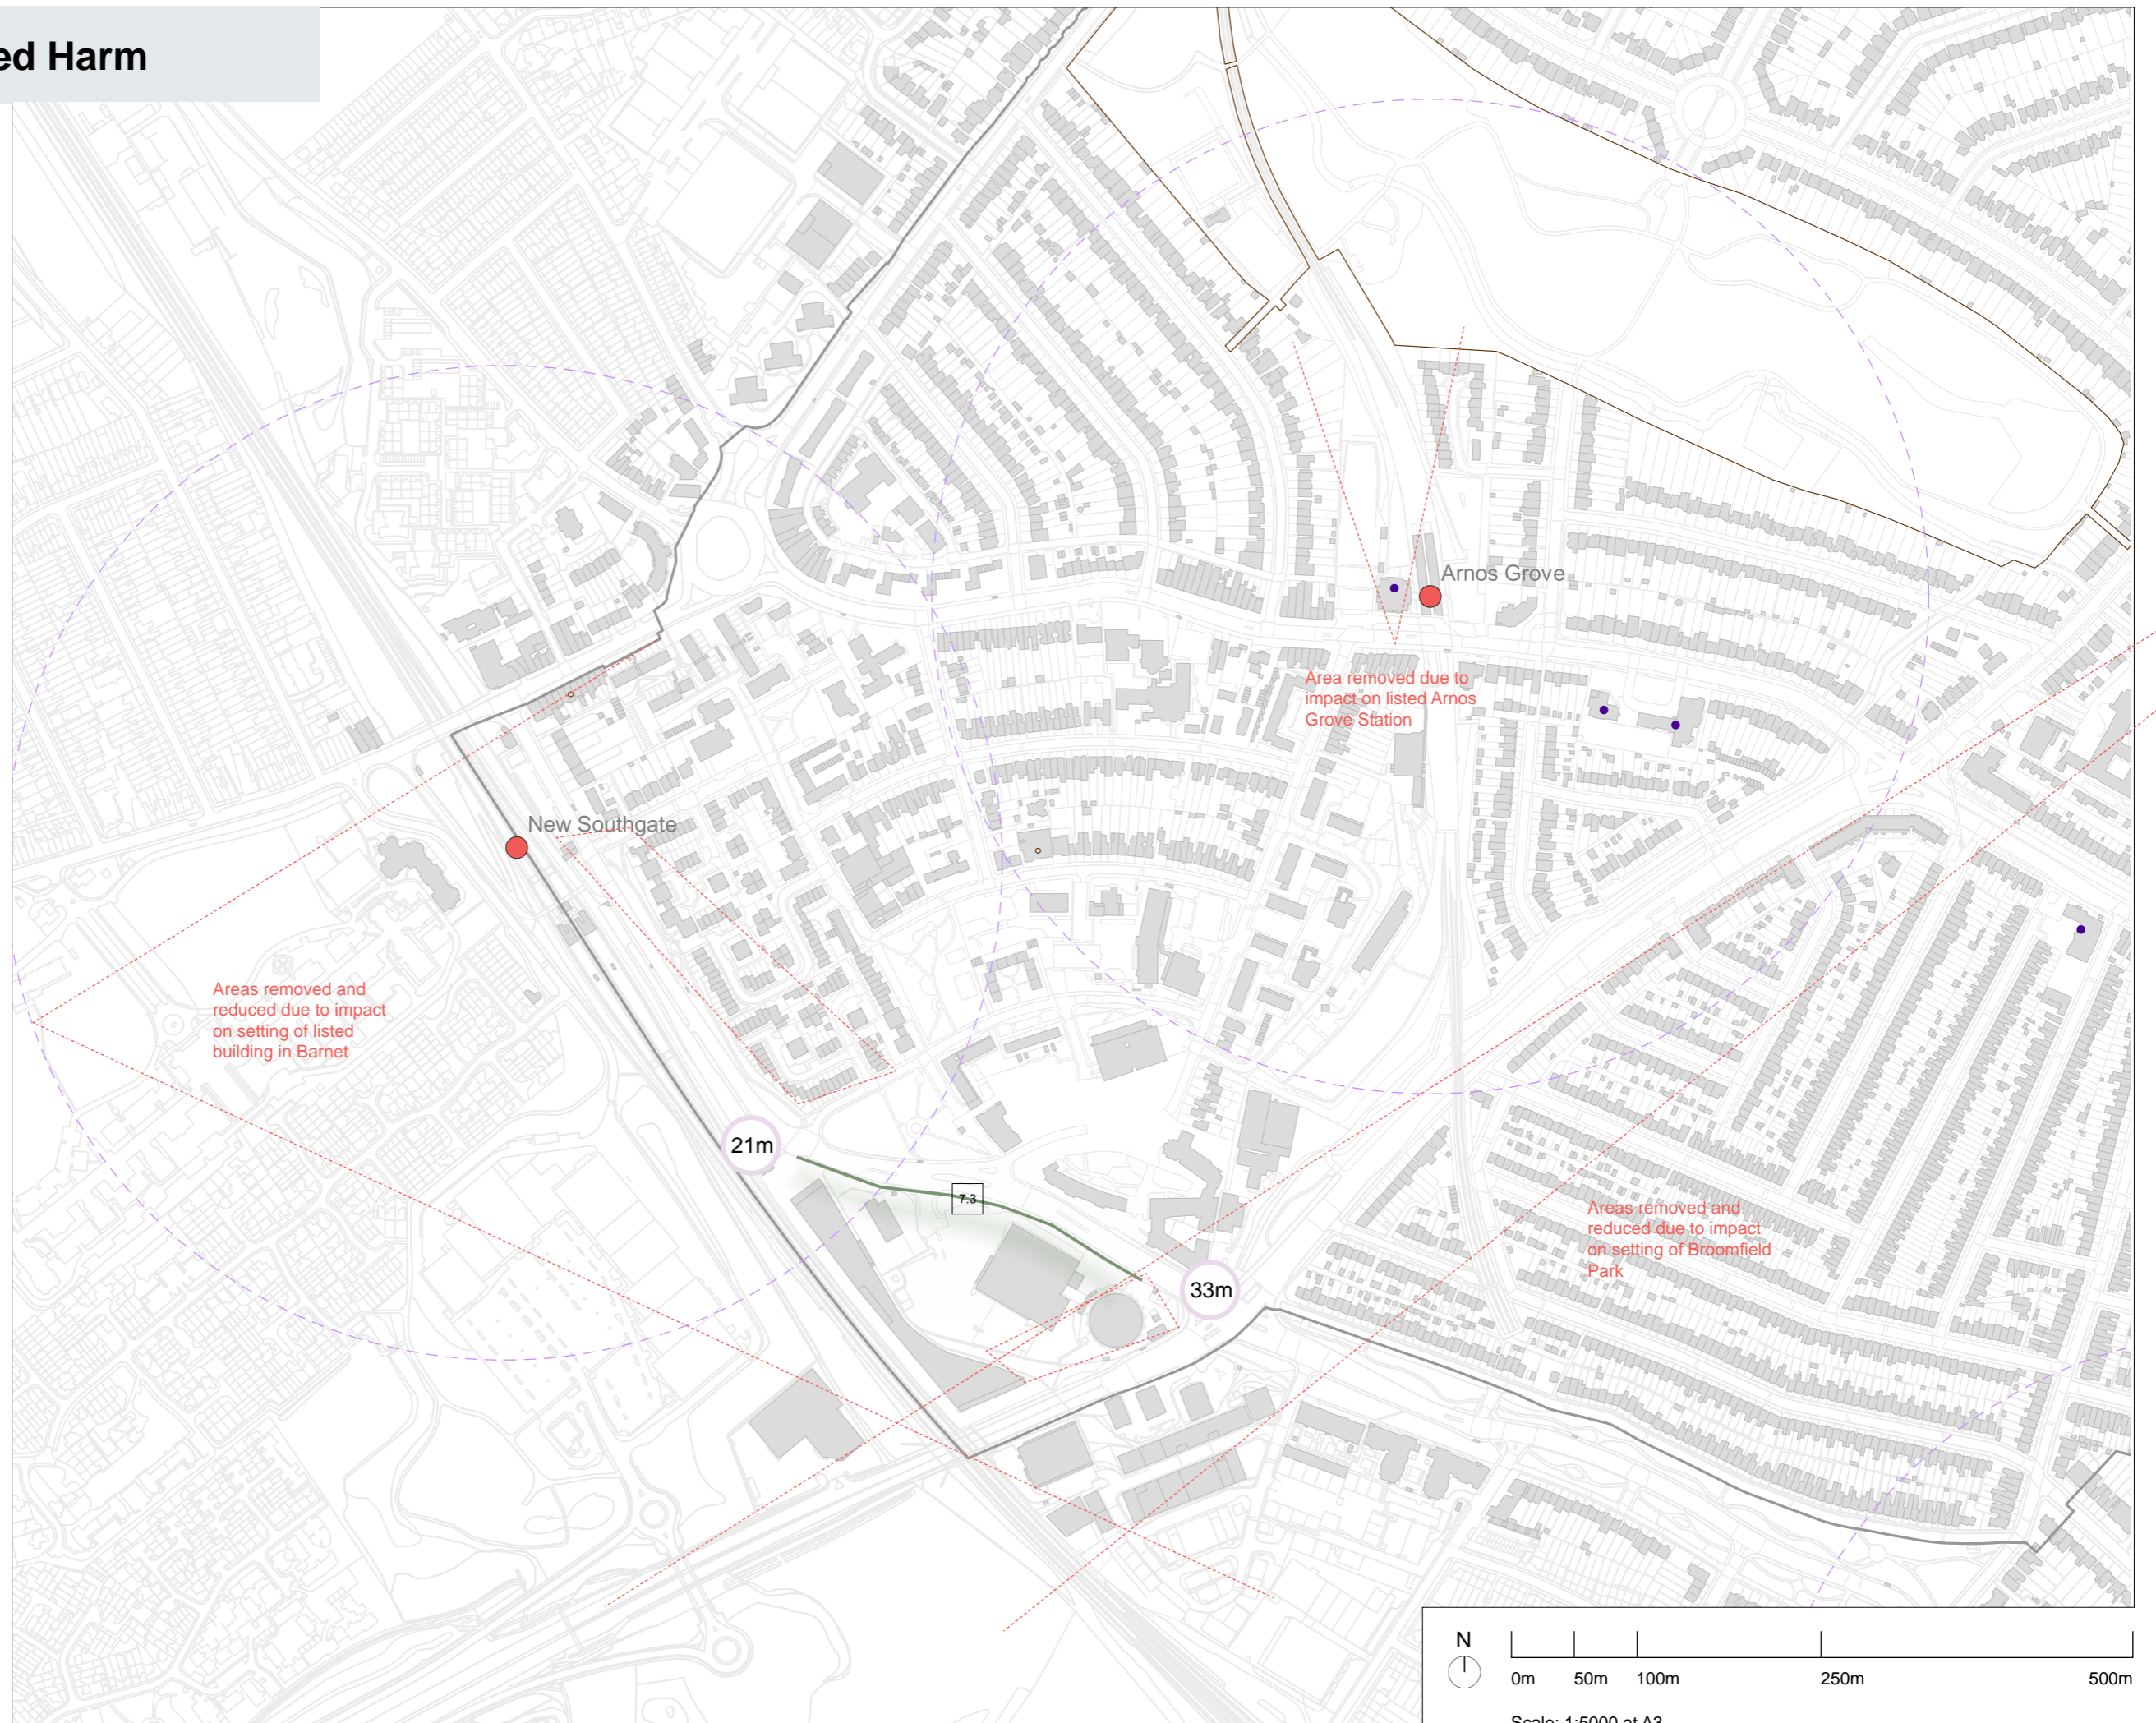 ed Harm
Arnos Grove
Area removed due to
impact on listed Arnos
Grove Station
New Southgate
Areas removed and
reduced due to impact
on setting of listed
building in Barnet
21m
7.3
33m
Areas removed and
reduced due to impact
on setting of Broomfield
Park
N
0m 50m 100m 250m 500m
Scale: 1:5000 at A3